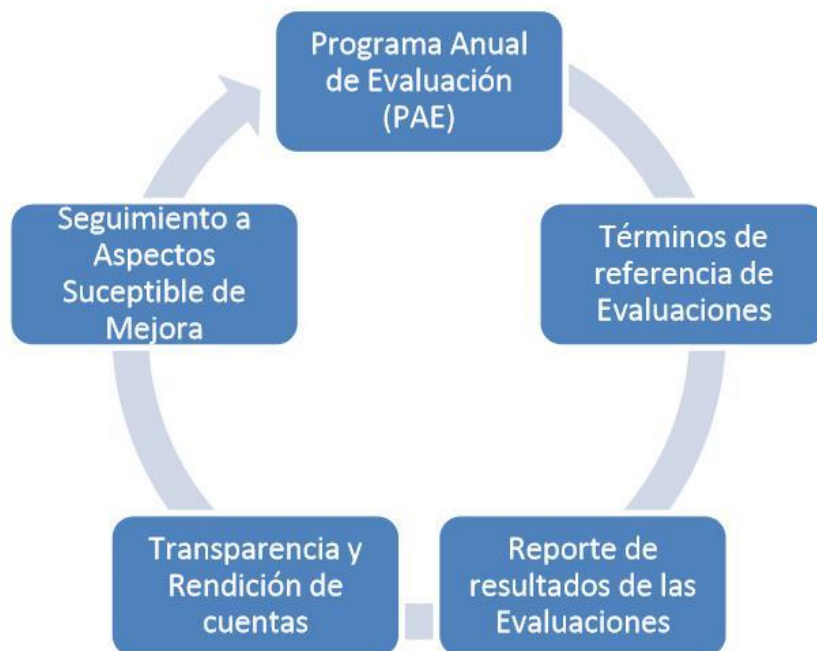 Programa Anual
de Evaluación
(PAE)
Términos de
referencia de
Evaluaciones
Reporte de
resultados de las
Evaluaciones
Transparencia y
Rendición de
cuentas
Seguimiento a
Aspectos
Suceptible de
Mejora